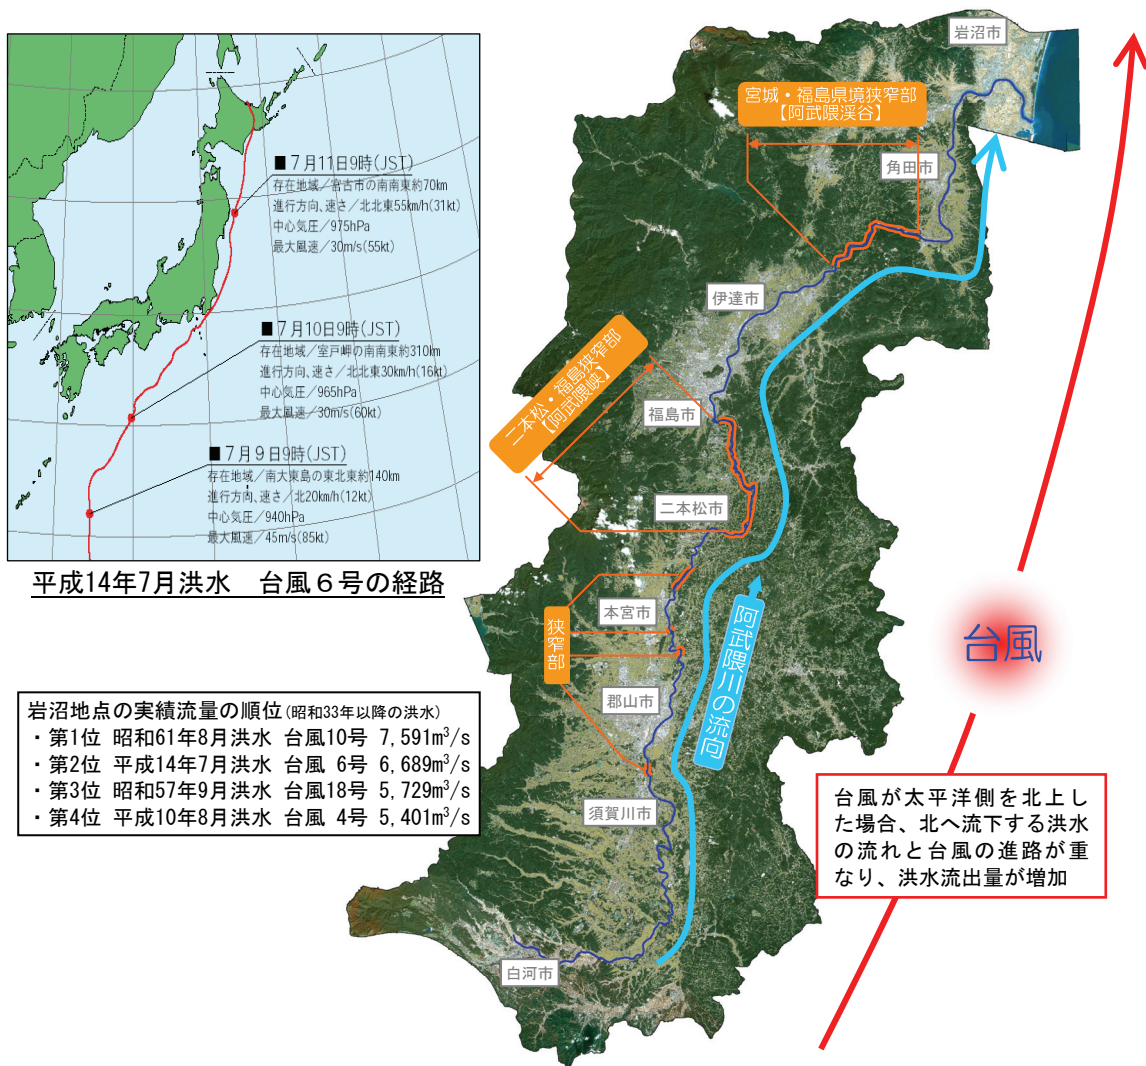 ■７月11日９時(JST)
存在地域／宮古市の南南東約70km
進行方向、速さ／北北東55km/h(31kt)
中心気圧／975hPa
最大風速／30m/s(55kt)
■７月10日９時(JST)
存在地域／室戸岬の南南東約310km
進行方向、速さ／北北東30km/h(16kt)
中心気圧／965hPa
最大風速／30m/s(60kt)
■７月９日９時(JST)
存在地域／南大東島の東北東約140km
進行方向、速さ／北20km/h(12kt)
中心気圧／940hPa
最大風速／45m/s(85kt)
平成14年7月洪水　台風６号の経路
岩沼地点の実績流量の順位(昭和33年以降の洪水)
・第1位 昭和61年8月洪水 台風10号 7,591m³/s
・第2位 平成14年7月洪水 台風 6号 6,689m³/s
・第3位 昭和57年9月洪水 台風18号 5,729m³/s
・第4位 平成10年8月洪水 台風 4号 5,401m³/s
岩沼市
宮城・福島県境狭窄部
【阿武隈渓谷】
角田市
伊達市
二本松・福島狭窄部
【阿武隈峡】
福島市
二本松市
本宮市
狭窄部
郡山市
須賀川市
白河市
阿武隈川の流向
台風
台風が太平洋側を北上し
た場合、北へ流下する洪水
の流れと台風の進路が重
なり、洪水流出量が増加